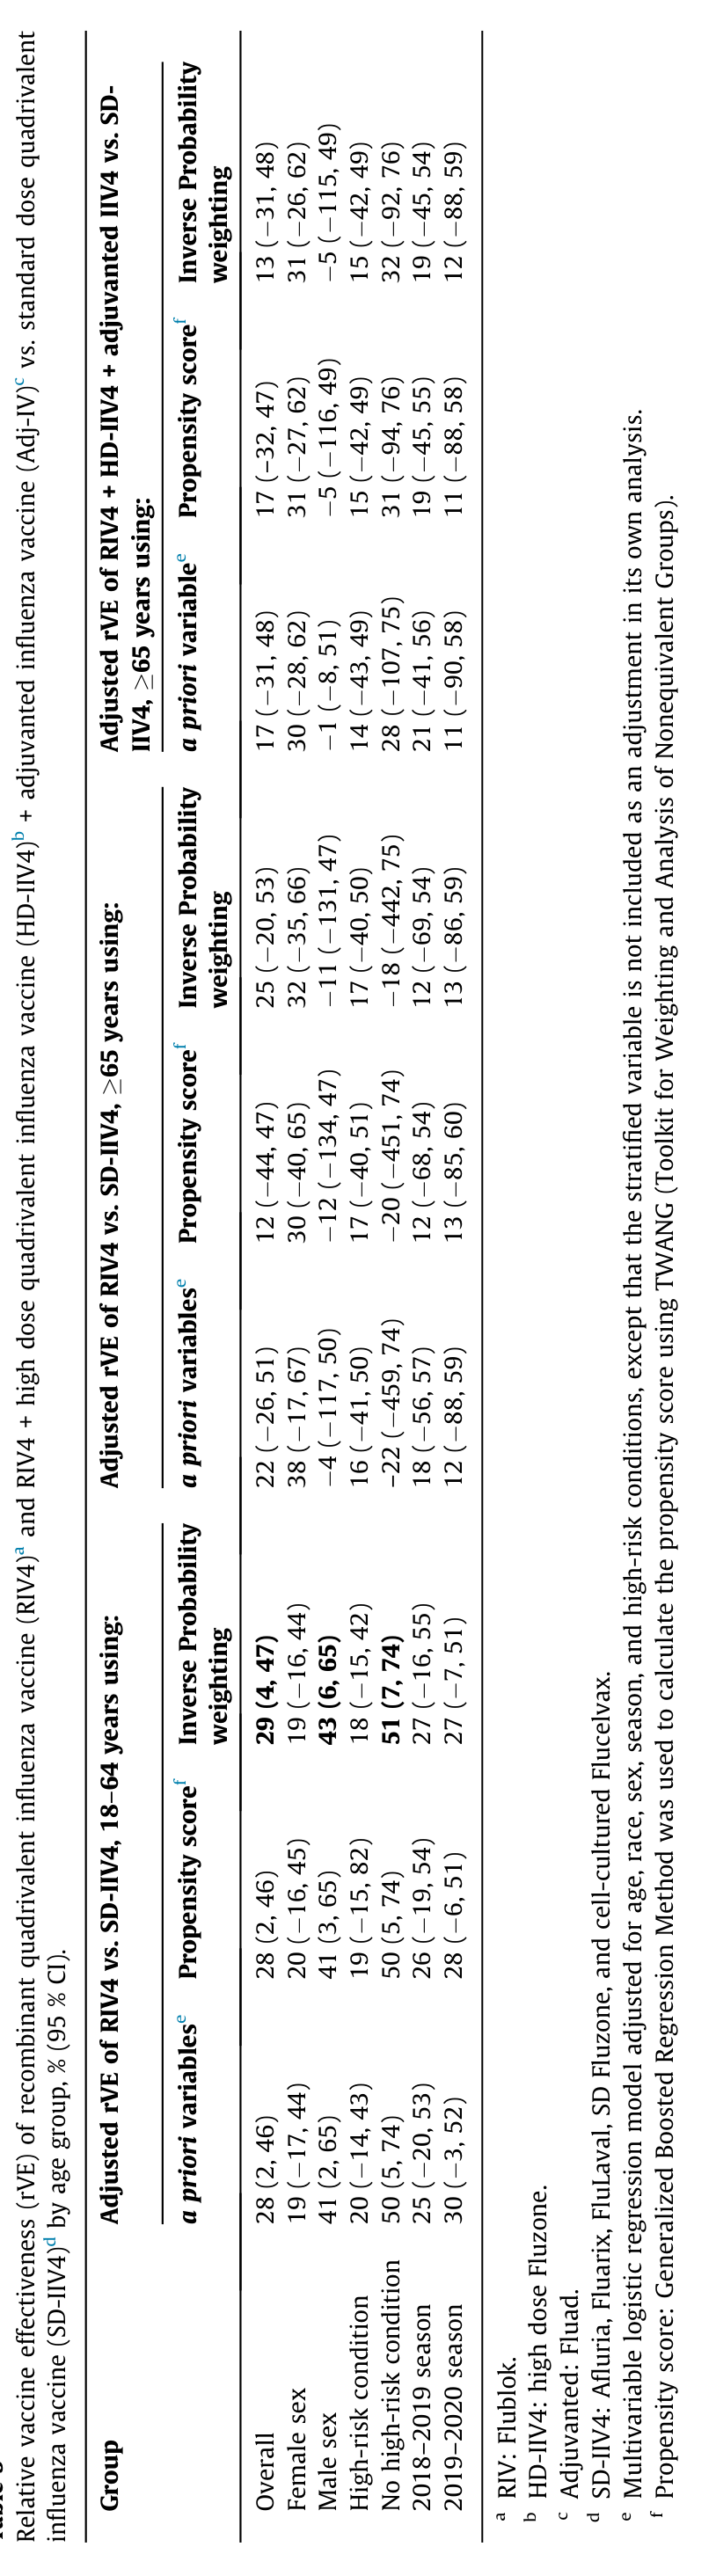 Relative vaccine effectiveness (rVE) of recombinant quadrivalent influenza vaccine (RIV4)a and RIV4 + high dose quadrivalent influenza vaccine (HD-IIV4)b + adjuvanted influenza vaccine (Adj-IV)c vs. standard dose quadrivalent
influenza vaccine (SD-IIV4)d by age group, % (95 % CI).
Group Adjusted rVE of RIV4 vs. SD-IIV4, 18–64 years using: Adjusted rVE of RIV4 vs. SD-IIV4, ≥65 years using: Adjusted rVE of RIV4 + HD-IIV4 + adjuvanted IIV4 vs. SD-
IIV4, ≥65 years using:
a priori variablese Propensity scoref Inverse Probability a priori variablese Propensity scoref Inverse Probability a priori variablee Propensity scoref Inverse Probability
weighting weighting weighting
Overall 28 (2, 46) 28 (2, 46) 29 (4, 47) 22 (−26, 51) 12 (−44, 47) 25 (−20, 53) 17 (−31, 48) 17 (−32, 47) 13 (−31, 48)
Female sex 19 (−17, 44) 20 (−16, 45) 19 (−16, 44) 38 (−17, 67) 30 (−40, 65) 32 (−35, 66) 30 (−28, 62) 31 (−27, 62) 31 (−26, 62)
Male sex 41 (2, 65) 41 (3, 65) 43 (6, 65) −4 (−117, 50) −12 (−134, 47) −11 (−131, 47) −1 (−8, 51) −5 (−116, 49) −5 (−115, 49)
High-risk condition 20 (−14, 43) 19 (−15, 82) 18 (−15, 42) 16 (−41, 50) 17 (−40, 51) 17 (−40, 50) 14 (−43, 49) 15 (−42, 49) 15 (−42, 49)
No high-risk condition 50 (5, 74) 50 (5, 74) 51 (7, 74) -22 (−459, 74) −20 (−451, 74) −18 (−442, 75) 28 (−107, 75) 31 (−94, 76) 32 (−92, 76)
2018–2019 season 25 (−20, 53) 26 (−19, 54) 27 (−16, 55) 18 (−56, 57) 12 (−68, 54) 12 (−69, 54) 21 (−41, 56) 19 (−45, 55) 19 (−45, 54)
2019–2020 season 30 (−3, 52) 28 (−6, 51) 27 (−7, 51) 12 (−88, 59) 13 (−85, 60) 13 (−86, 59) 11 (−90, 58) 11 (−88, 58) 12 (−88, 59)
a RIV: Flublok.
b HD-IIV4: high dose Fluzone.
c Adjuvanted: Fluad.
d SD-IIV4: Afluria, Fluarix, FluLaval, SD Fluzone, and cell-cultured Flucelvax.
e Multivariable logistic regression model adjusted for age, race, sex, season, and high-risk conditions, except that the stratified variable is not included as an adjustment in its own analysis.
f Propensity score: Generalized Boosted Regression Method was used to calculate the propensity score using TWANG (Toolkit for Weighting and Analysis of Nonequivalent Groups).